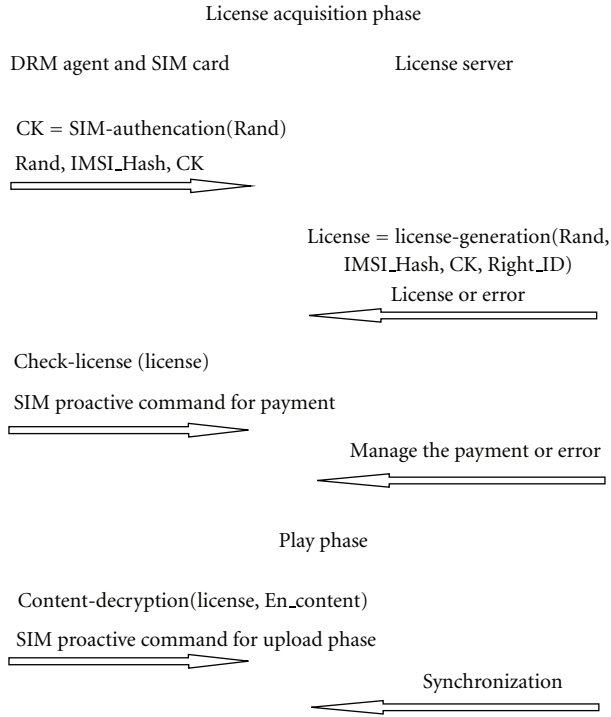 License acquisition phase
DRM agent and SIM card
License server
CK = SIM-authencation(Rand)
Rand, IMSI_Hash, CK
License = license-generation(Rand,
IMSI_Hash, CK, Right_ID)
License or error
Check-license (license)
SIM proactive command for payment
Manage the payment or error
Play phase
Content-decryption(license, En_content)
SIM proactive command for upload phase
Synchronization